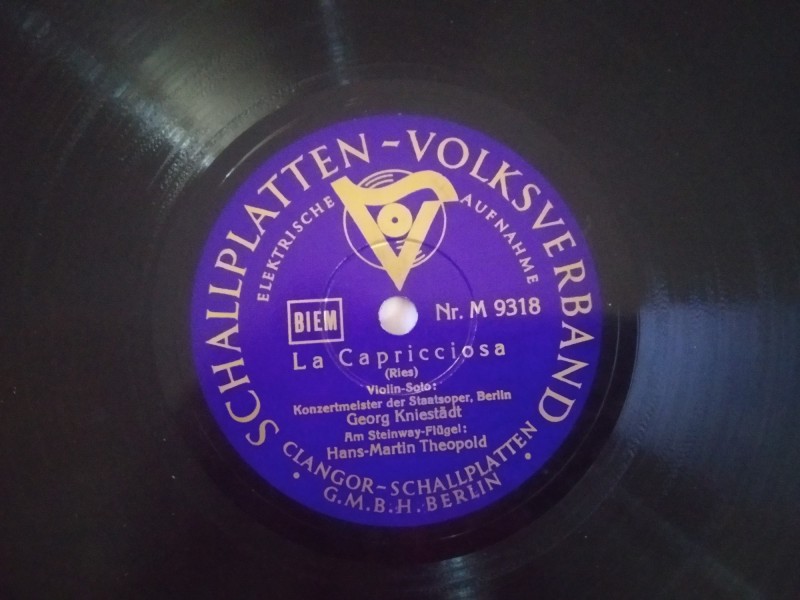 SCHALLPLATTEN-VOLKSVERBAND
ELEKTRISCHE AUFNAHME
V
BIEM
Nr. M 9318
La Capricciosa
(Ries)
Violin-Solo:
Konzertmeister der Staatsoper, Berlin
Georg Kniestädt
Am Steinway-Flügel:
Hans-Martin Theopold
• CLANGOR-SCHALLPLATTEN •
G.M.B.H. BERLIN